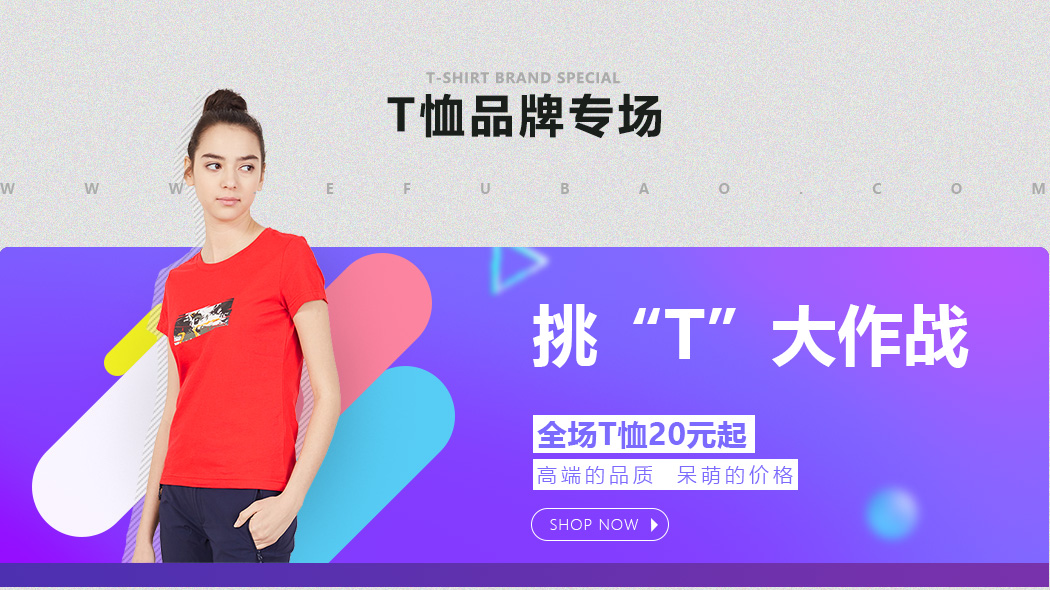 T-SHIRT BRAND SPECIAL
T恤品牌专场
W W W . E F U B A O . C O M
挑“T”大作战
全场T恤20元起
高端的品质 呆萌的价格
SHOP NOW